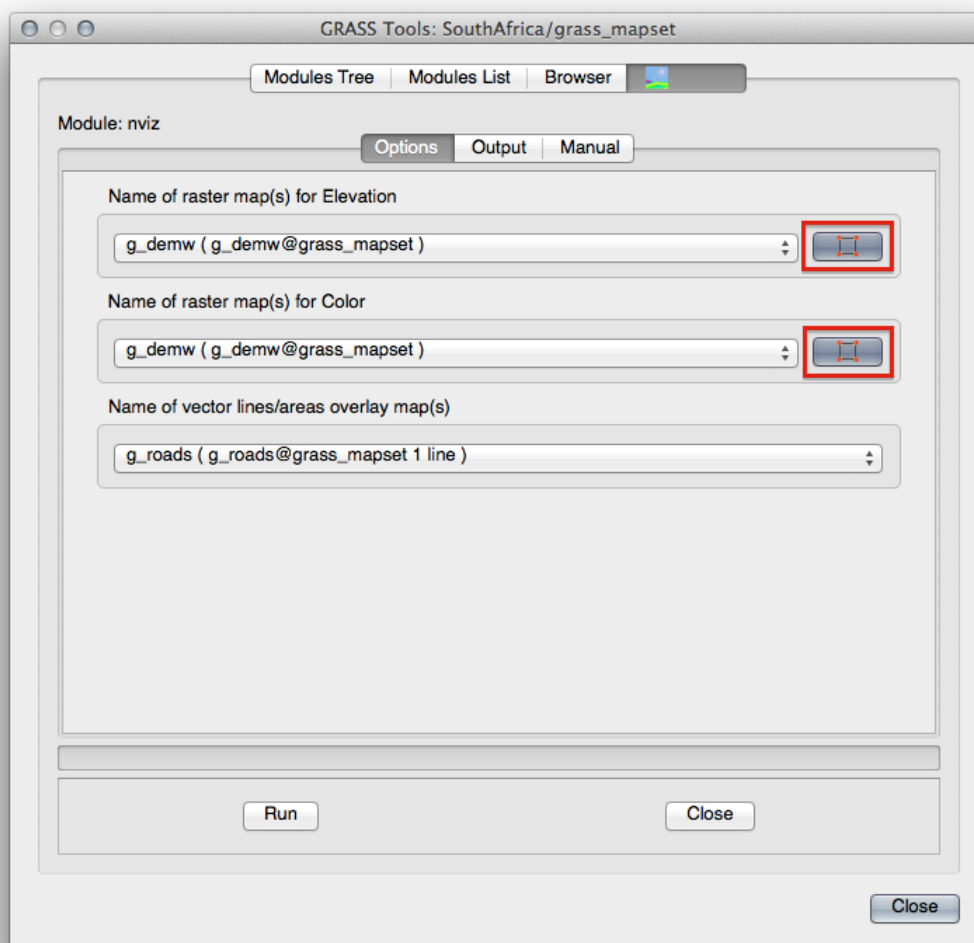 GRASS Tools: SouthAfrica/grass_mapset
Modules Tree Modules List Browser
Module: nviz
Options Output Manual
Name of raster map(s) for Elevation
g_demw ( g_demw@grass_mapset )
Name of raster map(s) for Color
g_demw ( g_demw@grass_mapset )
Name of vector lines/areas overlay map(s)
g_roads ( g_roads@grass_mapset 1 line )
Run Close
Close